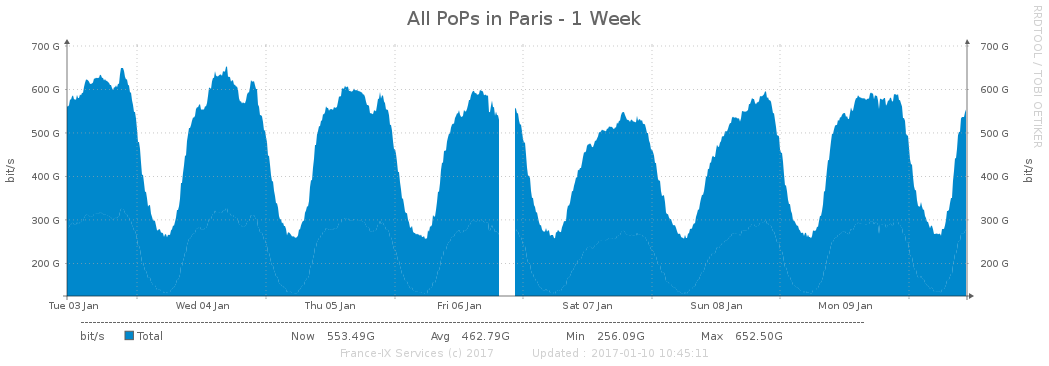 All PoPs in Paris - 1 Week
RRDTOOL / TOBI OETIKER
bit/s
700 G 700 G
600 G 600 G
500 G 500 G
400 G 400 G
300 G 300 G
200 G 200 G
bit/s
Tue 03 Jan Wed 04 Jan Thu 05 Jan Fri 06 Jan Sat 07 Jan Sun 08 Jan Mon 09 Jan
bit/s Total Now 553.49G Avg 462.79G Min 256.09G Max 652.50G
France-IX Services (c) 2017 Updated : 2017-01-10 10:45:11